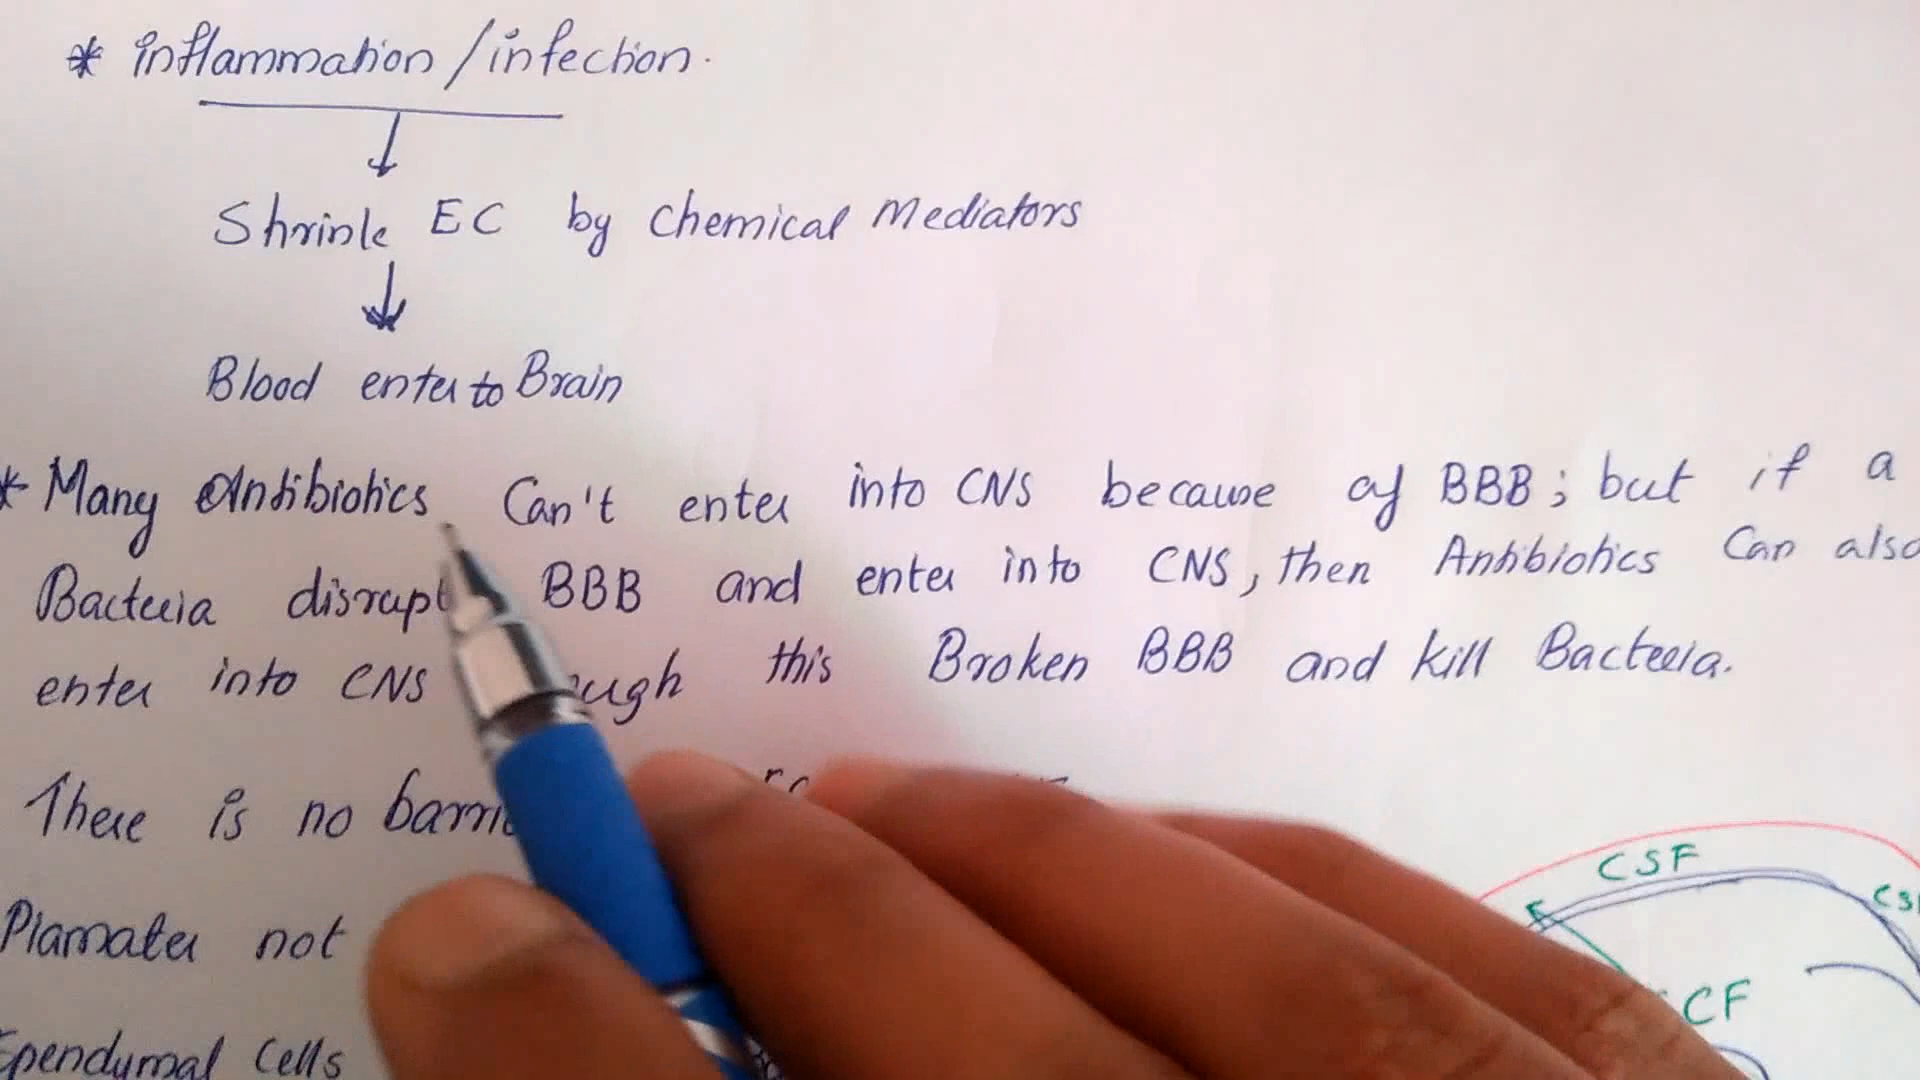 * inflammation/infection.
Shrink EC by Chemical Mediators
Blood enter to Brain
* Many Antibiotics Can't enter into CNS because of BBB; but if a
Bacteria disrupt BBB and enter into CNS, then Antibiotics Can also
enter into CNS this Broken BBB and kill Bacteria.
There is no
Piamater not
Ependymal Cells
CSF